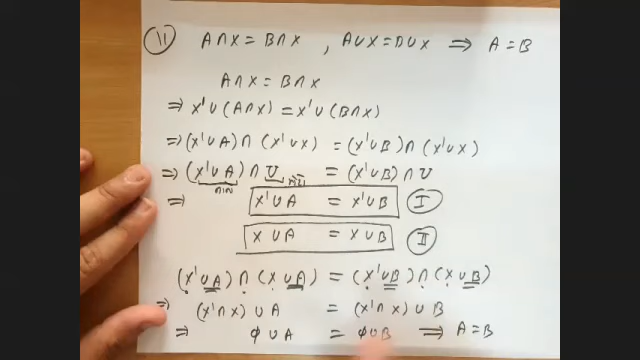 11 A∩X = B∩X , A∪X = B∪X ⟹ A = B
A∩X = B∩X
⇒ X' ∪ (A∩X) = X' ∪ (B∩X)
⇒ (X'∪A) ∩ (X'∪X) = (X'∪B) ∩ (X'∪X)
⇒ (X'∪A) ∩ U = (X'∪B) ∩ U
⇒ X'∪A = X'∪B I
X∪A = X∪B II
(X'∪A) ∩ (X∪A) = (X'∪B) ∩ (X∪B)
⇒ (X'∩X) ∪ A = (X'∩X) ∪ B
⇒ φ∪A = φ∪B ⟹ A = B